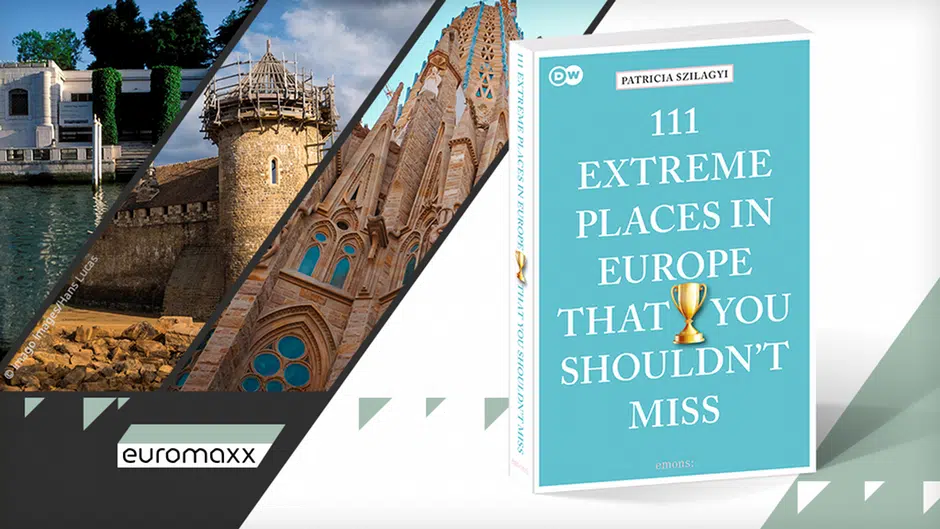 © Imago Images/Hans Lucas
euromaxx
111 EXTREME PLACES IN EUROPE THAT YOU SHOULDN'T MISS
DW
PATRICIA SZILAGYI
111
EXTREME
PLACES IN
EUROPE
THAT YOU
SHOULDN'T
MISS
emons: